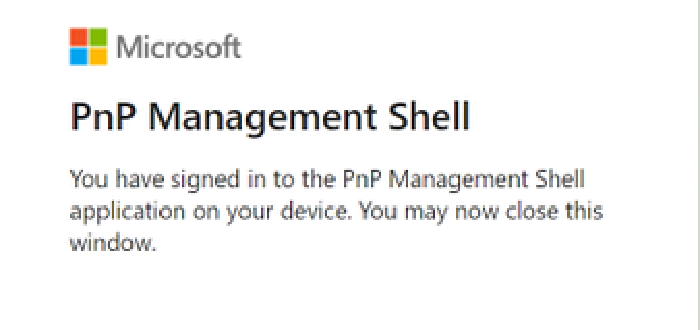 Microsoft
PnP Management Shell
You have signed in to the PnP Management Shell
application on your device. You may now close this
window.